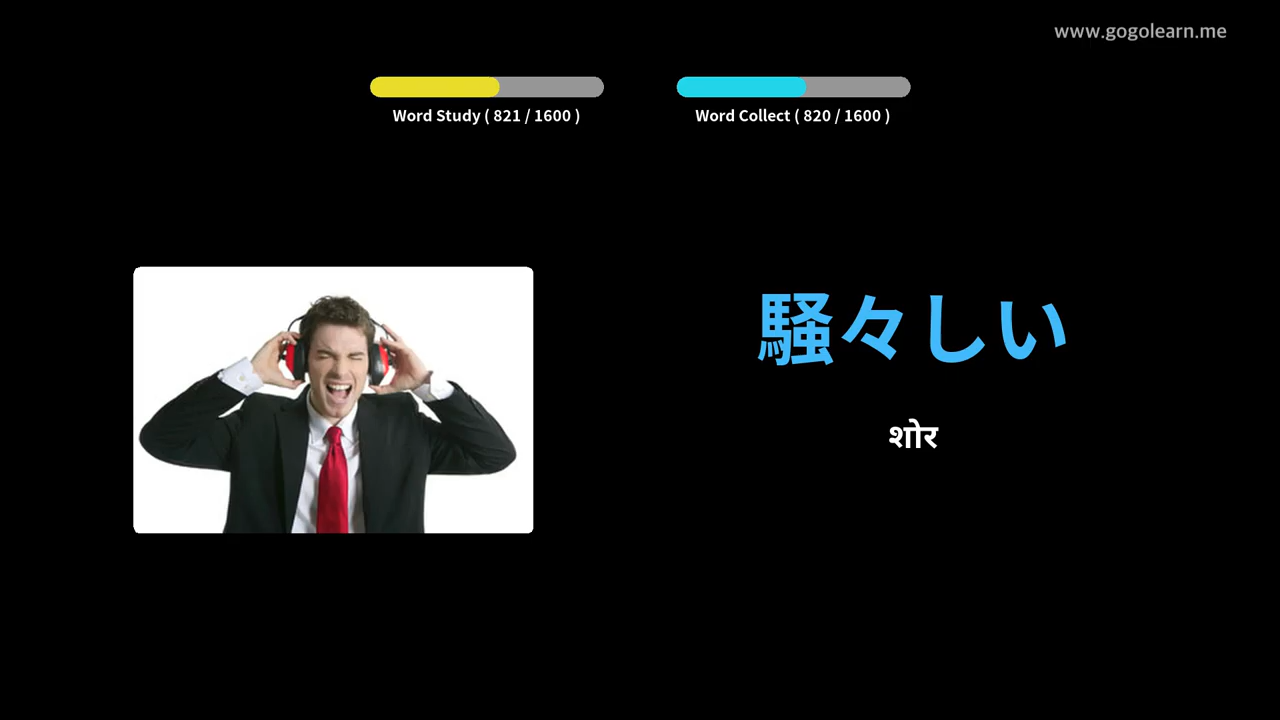 www.gogolearn.me
Word Study ( 821 / 1600 )
Word Collect ( 820 / 1600 )
騒々しい
शोर